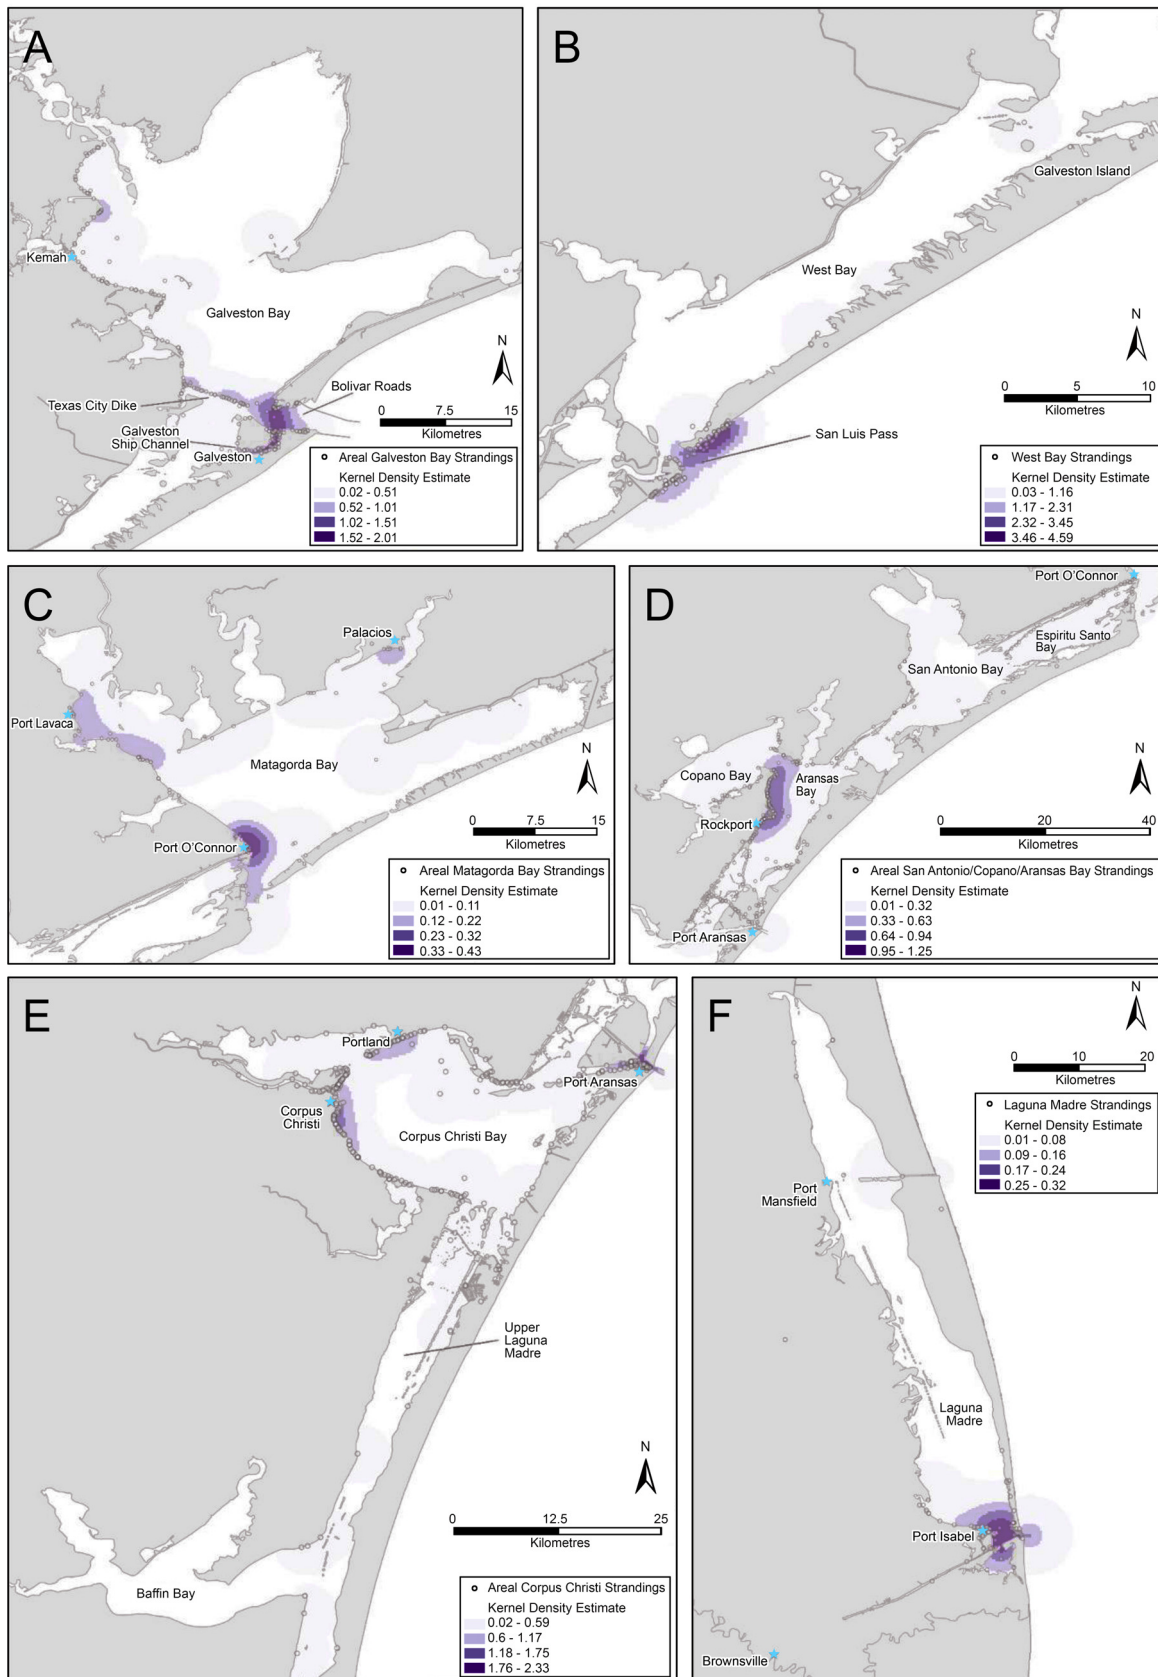 A
Kemah
Galveston Bay
N
Bolivar Roads
Texas City Dike
0 7.5 15
Kilometres
Galveston
Ship Channel
Galveston
Areal Galveston Bay Strandings
Kernel Density Estimate
0.02 - 0.51
0.52 - 1.01
1.02 - 1.51
1.52 - 2.01
B
Galveston Island
West Bay
N
0 5 10
Kilometres
San Luis Pass
West Bay Strandings
Kernel Density Estimate
0.03 - 1.16
1.17 - 2.31
2.32 - 3.45
3.46 - 4.59
C
Palacios
Port Lavaca
Matagorda Bay
N
0 7.5 15
Kilometres
Port O'Connor
Areal Matagorda Bay Strandings
Kernel Density Estimate
0.01 - 0.11
0.12 - 0.22
0.23 - 0.32
0.33 - 0.43
D
Port O'Connor
Espiritu Santo
Bay
San Antonio Bay
N
Copano Bay
Aransas
Bay
Rockport
0 20 40
Kilometres
Port Aransas
Areal San Antonio/Copano/Aransas Bay Strandings
Kernel Density Estimate
0.01 - 0.32
0.33 - 0.63
0.64 - 0.94
0.95 - 1.25
E
Portland
Port Aransas
Corpus
Christi
Corpus Christi Bay
Upper
Laguna
Madre
N
0 12.5 25
Kilometres
Baffin Bay
Areal Corpus Christi Strandings
Kernel Density Estimate
0.02 - 0.59
0.6 - 1.17
1.18 - 1.75
1.76 - 2.33
F
N
0 10 20
Kilometres
Laguna Madre Strandings
Kernel Density Estimate
0.01 - 0.08
0.09 - 0.16
0.17 - 0.24
0.25 - 0.32
Port
Mansfield
Laguna
Madre
Port Isabel
Brownsville